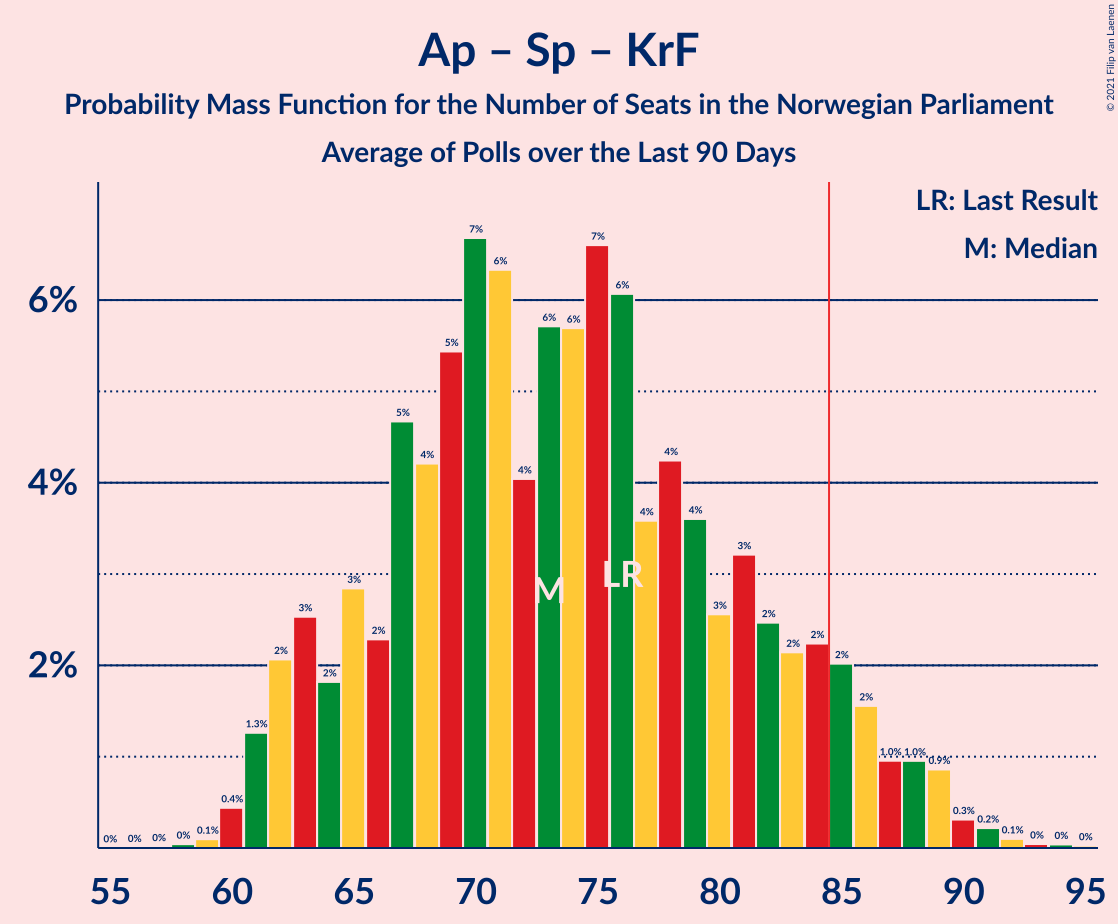 Ap – Sp – KrF
Probability Mass Function for the Number of Seats in the Norwegian Parliament
Average of Polls over the Last 90 Days
© 2021 Filip van Laenen
LR: Last Result
M: Median
6%
4%
2%
0% 0% 0% 0% 0.1% 0.4% 1.3% 2% 3% 2% 3% 2% 5% 4% 5% 7% 6% 4% 6% 6% 7% 6% 4% 4% 4% 3% 3% 2% 2% 2% 2% 2% 1.0% 1.0% 0.9% 0.3% 0.2% 0.1% 0% 0% 0%
M LR
55 60 65 70 75 80 85 90 95